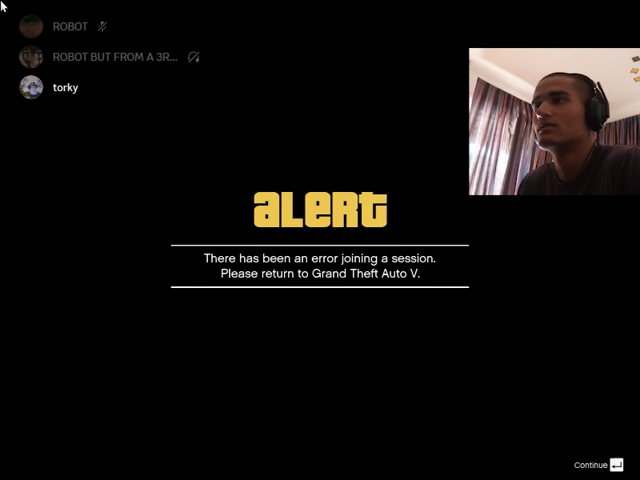 ROBOT
ROBOT BUT FROM A 3R...
torky
alert
There has been an error joining a session.
Please return to Grand Theft Auto V.
Continue